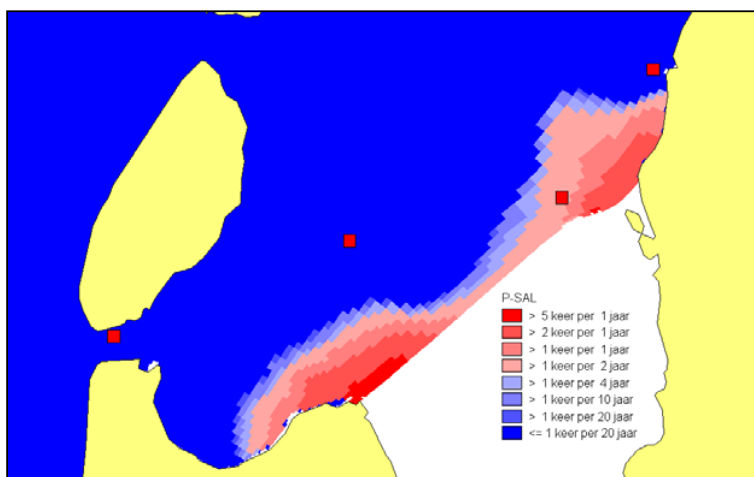 P-SAL
> 5 keer per 1 jaar
> 2 keer per 1 jaar
> 1 keer per 1 jaar
> 1 keer per 2 jaar
> 1 keer per 4 jaar
> 1 keer per 10 jaar
> 1 keer per 20 jaar
<= 1 keer per 20 jaar